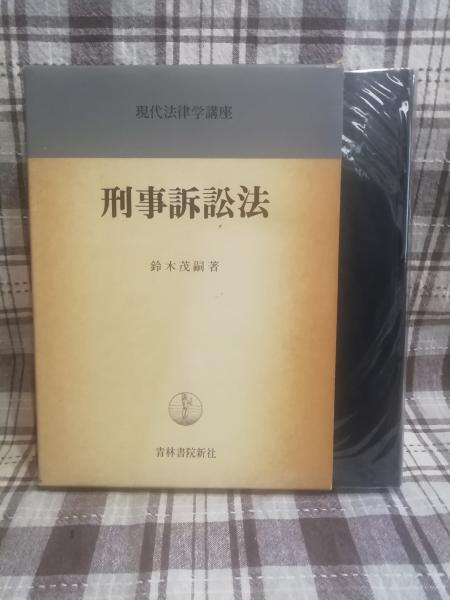 現代法律学講座
刑事訴訟法
鈴木茂嗣著
青林書院新社